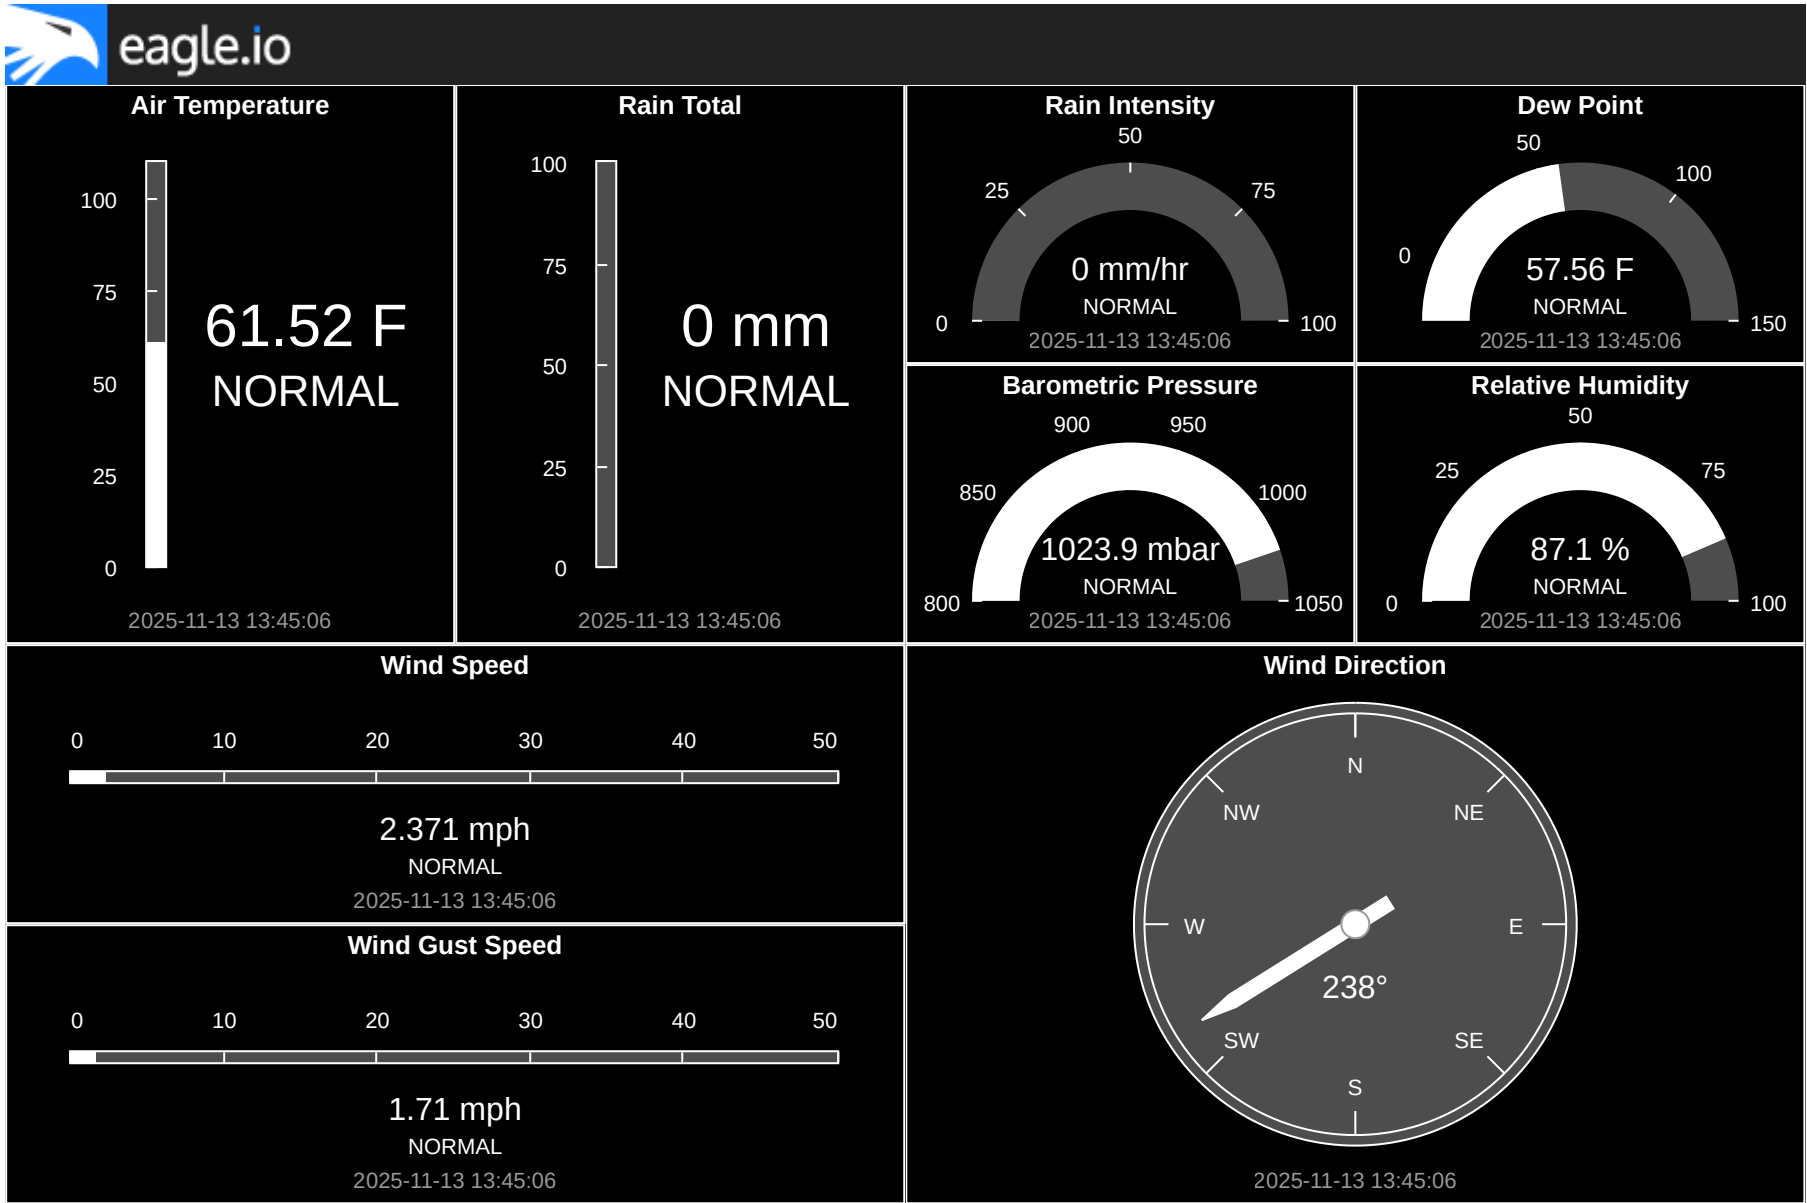 eagle.io
Air Temperature
100
75
50
25
0
61.52 F
NORMAL
2025-11-13 13:45:06
Rain Total
100
75
50
25
0
0 mm
NORMAL
2025-11-13 13:45:06
Rain Intensity
50
25
75
0
100
0 mm/hr
NORMAL
2025-11-13 13:45:06
Dew Point
50
100
0
150
57.56 F
NORMAL
2025-11-13 13:45:06
Barometric Pressure
900
950
850
1000
800
1050
1023.9 mbar
NORMAL
2025-11-13 13:45:06
Relative Humidity
50
25
75
0
100
87.1 %
NORMAL
2025-11-13 13:45:06
Wind Speed
0 10 20 30 40 50
2.371 mph
NORMAL
2025-11-13 13:45:06
Wind Gust Speed
0 10 20 30 40 50
1.71 mph
NORMAL
2025-11-13 13:45:06
Wind Direction
N
NW
NE
W
E
238°
SW
SE
S
2025-11-13 13:45:06